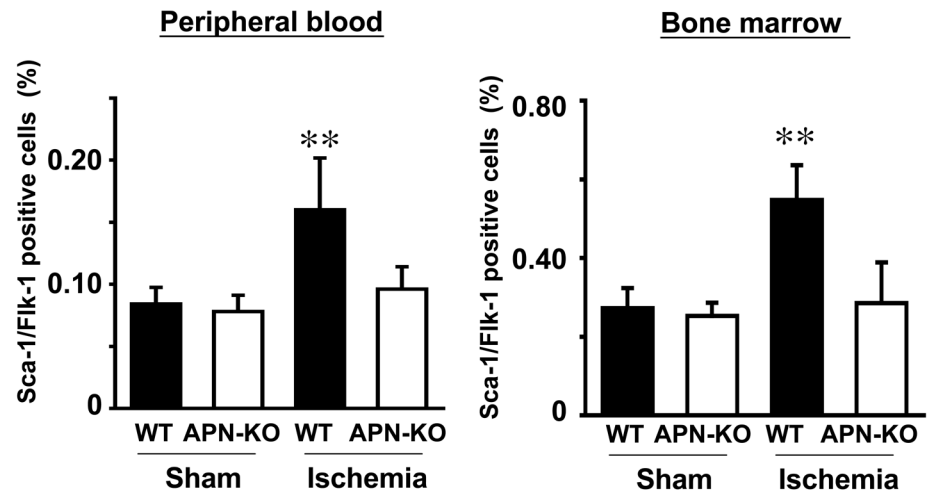 Peripheral blood
Sca-1/Flk-1 positive cells (%)
0.20
0.10
0
**
WT APN-KO WT APN-KO
Sham Ischemia
Bone marrow
Sca-1/Flk-1 positive cells (%)
0.80
0.40
0
**
WT APN-KO WT APN-KO
Sham Ischemia